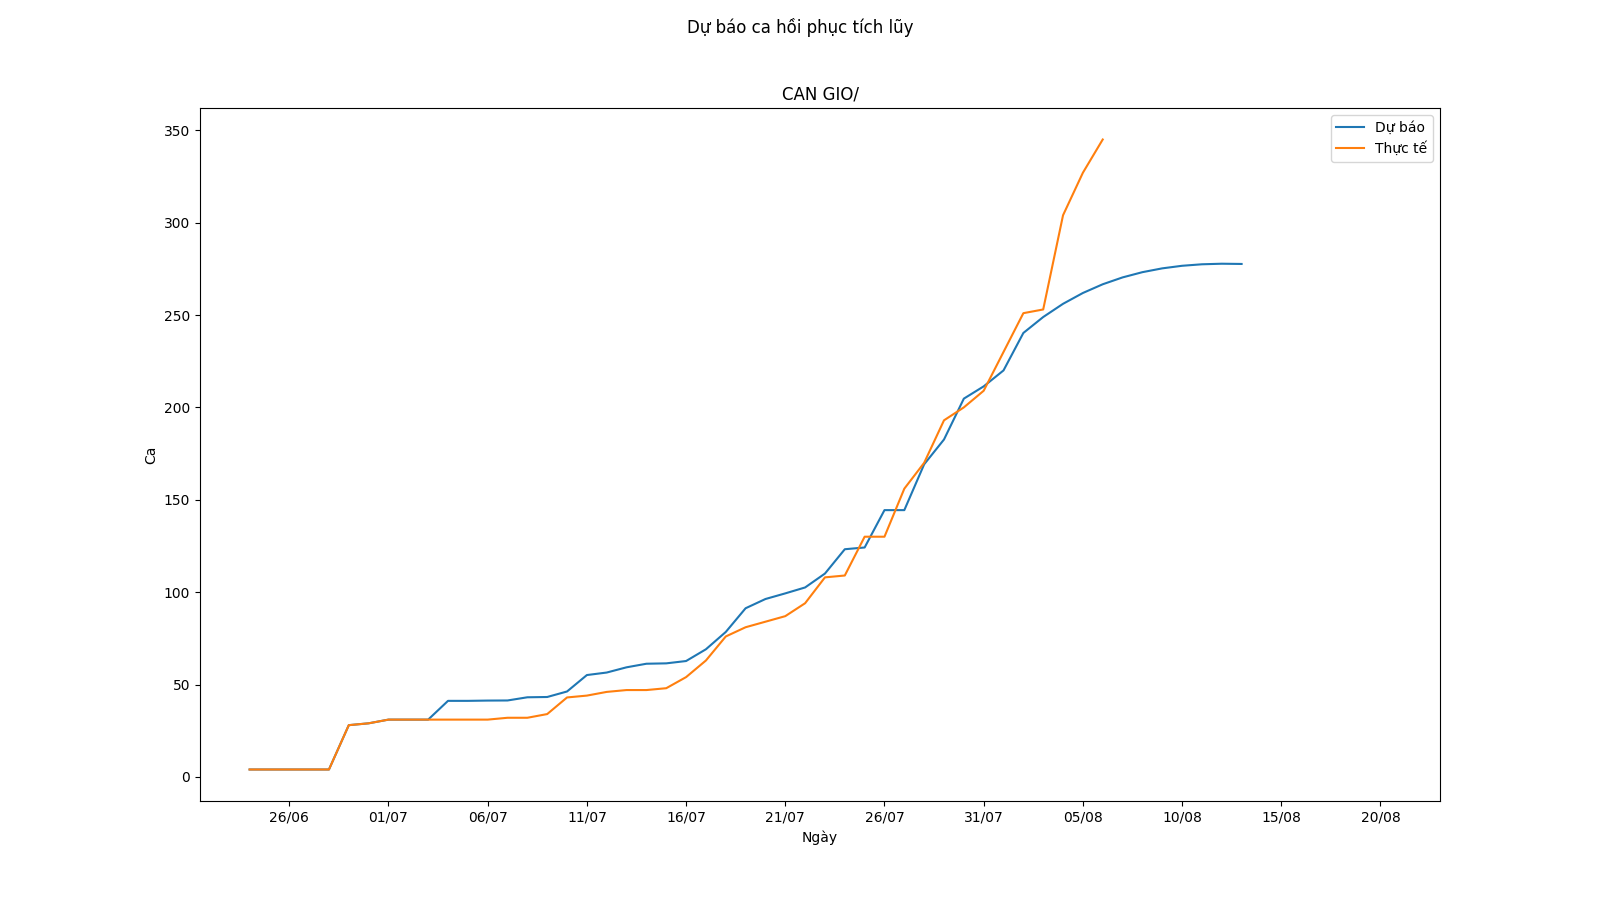 Dự báo ca hồi phục tích lũy
CAN GIO/
Dự báo
Thực tế
350
300
250
200
150
100
50
0
Ca
26/06 01/07 06/07 11/07 16/07 21/07 26/07 31/07 05/08 10/08 15/08 20/08
Ngày